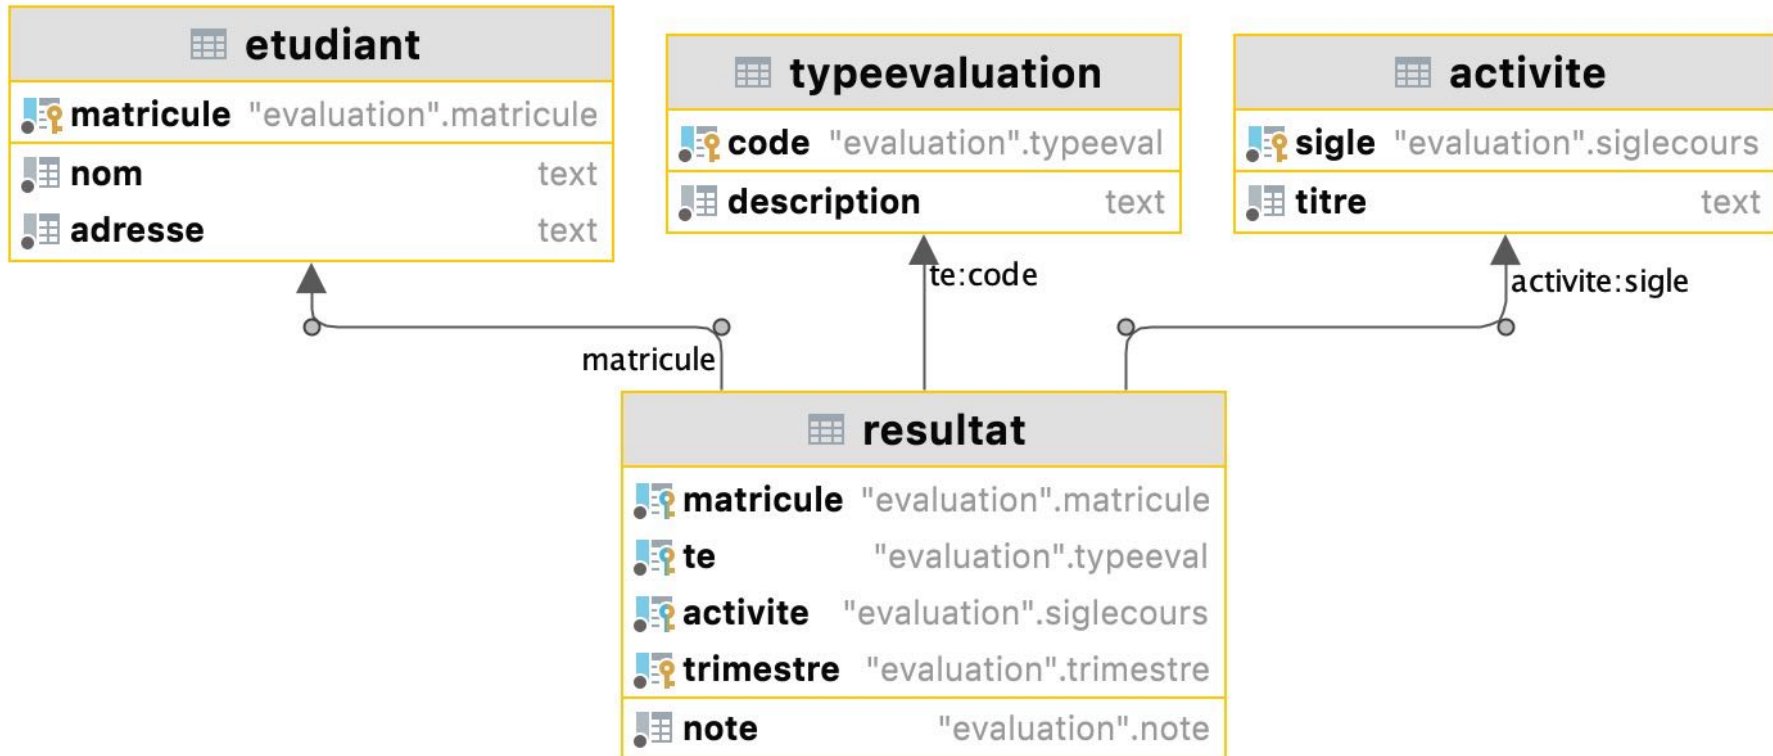 etudiant
matricule "evaluation".matricule
nom text
adresse text
typeevaluation
code "evaluation".typeeval
description text
activite
sigle "evaluation".siglecours
titre text
te:code
activite:sigle
matricule
resultat
matricule "evaluation".matricule
te "evaluation".typeeval
activite "evaluation".siglecours
trimestre "evaluation".trimestre
note "evaluation".note